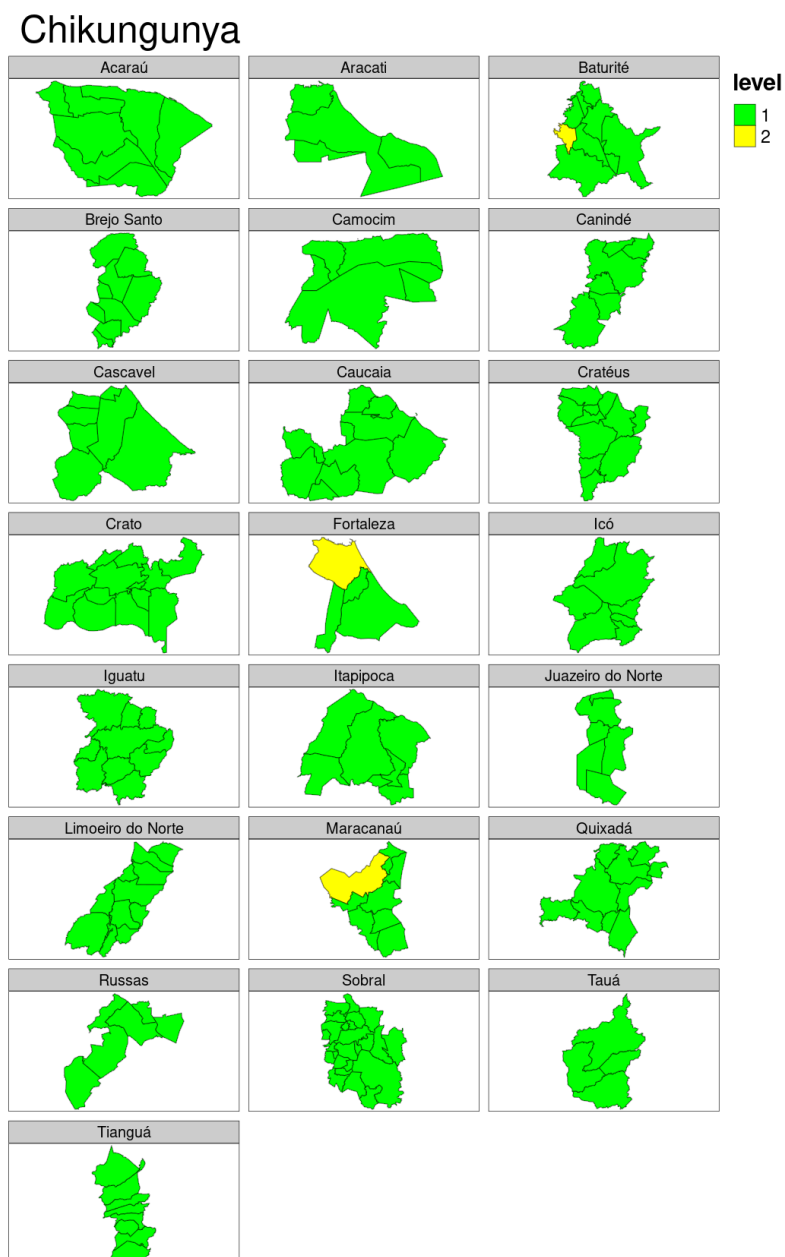 Chikungunya
Acaraú
Aracati
Baturité
level
1
2
Brejo Santo
Camocim
Canindé
Cascavel
Caucaia
Cratéus
Crato
Fortaleza
Icó
Iguatu
Itapipoca
Juazeiro do Norte
Limoeiro do Norte
Maracanaú
Quixadá
Russas
Sobral
Tauá
Tianguá